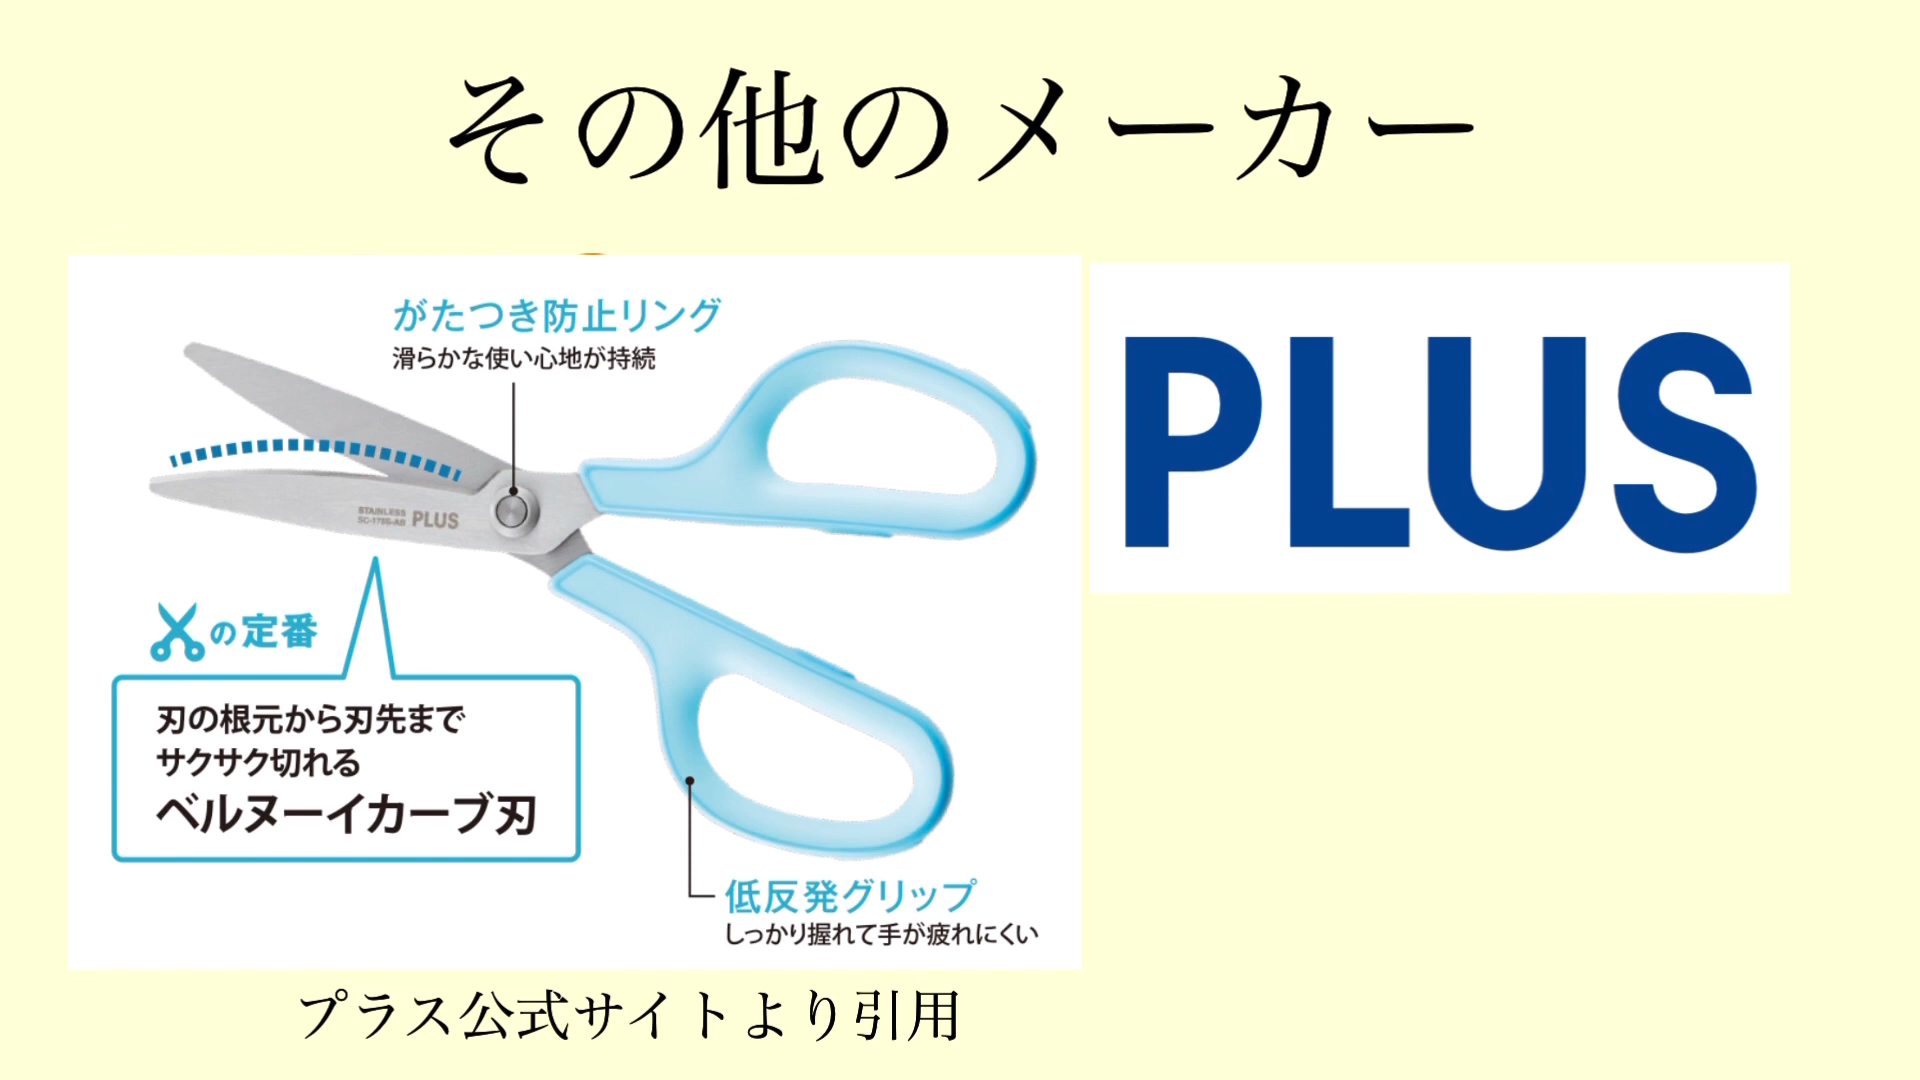 その他のメーカー
がたつき防止リング
滑らかな使い心地が持続
STAINLESS
SC-175S-AB PLUS
の定番
刃の根元から刃先まで
サクサク切れる
ベルヌーイカーブ刃
低反発グリップ
しっかり握れて手が疲れにくい
PLUS
プラス公式サイトより引用